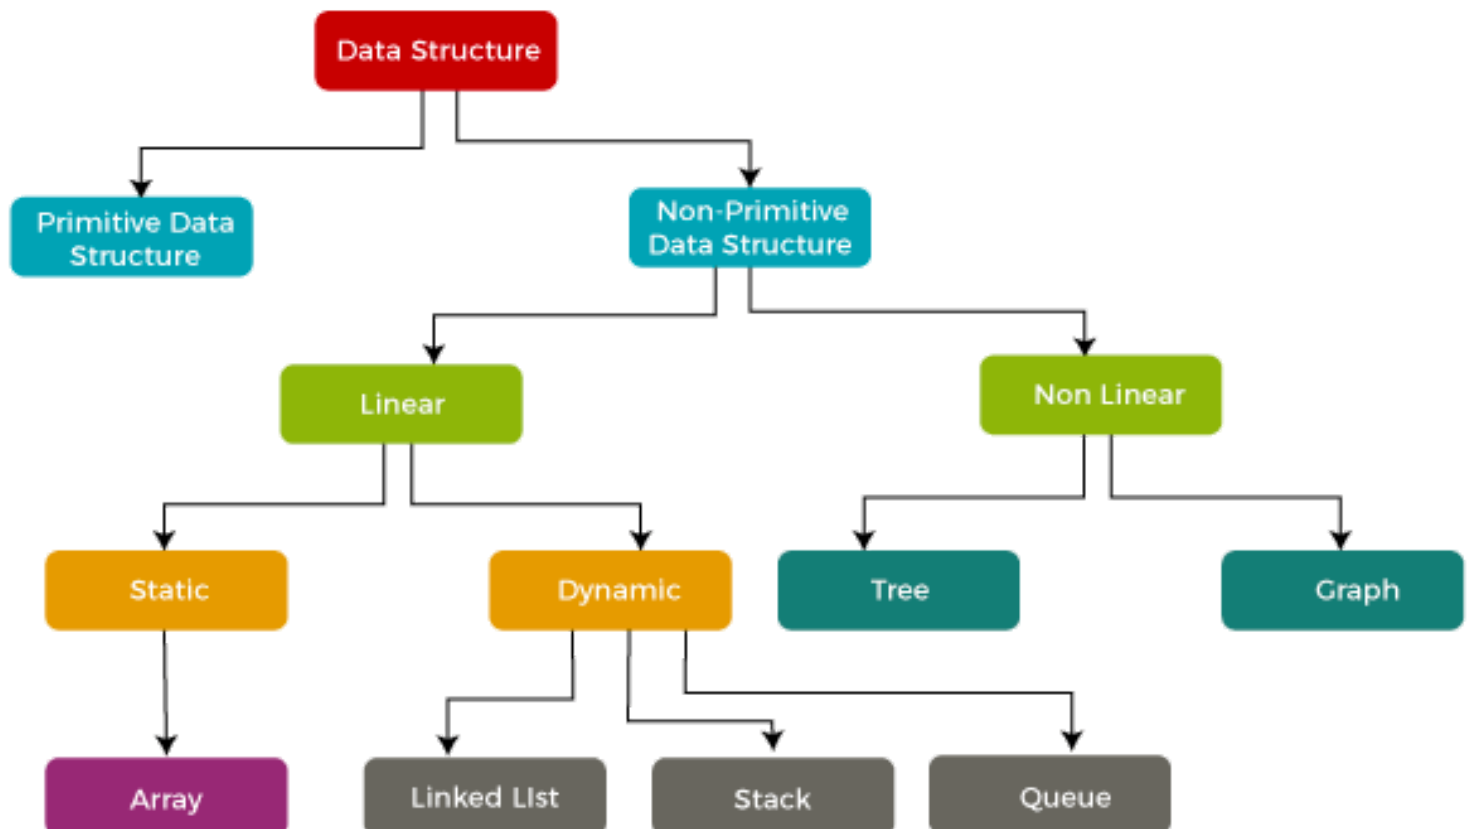 Data Structure
Primitive Data
Structure
Non-Primitive
Data Structure
Linear
Non Linear
Static
Dynamic
Tree
Graph
Array
Linked LIst
Stack
Queue